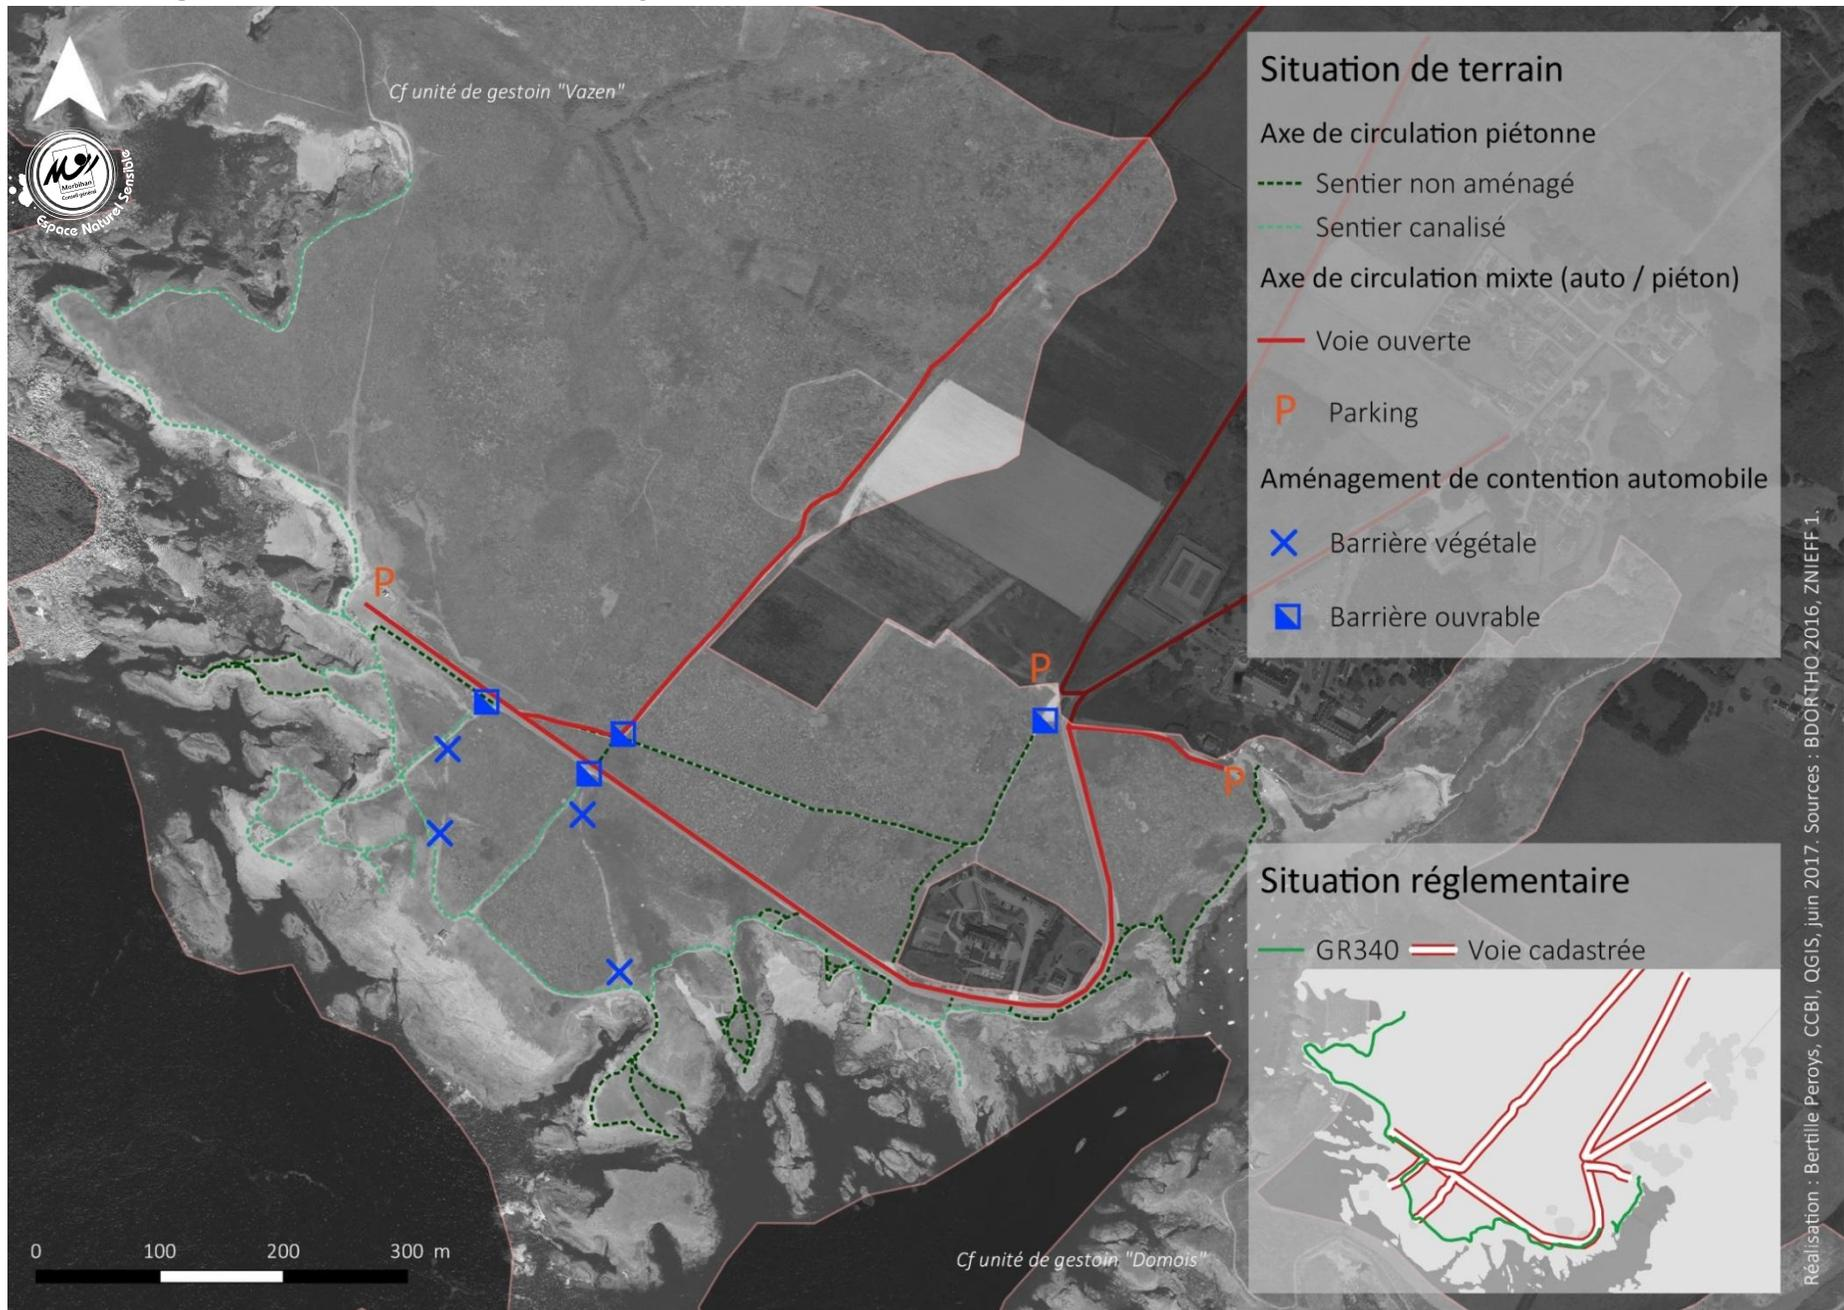 Cf unité de gestoin "Vazen"
Morbihan
Conseil général
Espace Naturel Sensible
P
P
P
0 100 200 300 m
Cf unité de gestoin "Domois"
Situation de terrain
Axe de circulation piétonne
Sentier non aménagé
Sentier canalisé
Axe de circulation mixte (auto / piéton)
Voie ouverte
P Parking
Aménagement de contention automobile
Barrière végétale
Barrière ouvrable
Situation réglementaire
GR340 Voie cadastrée
Réalisation : Bertille Peroys, CCBI, QGIS, juin 2017. Sources : BDORTHO 2016, ZNIEFF 1.